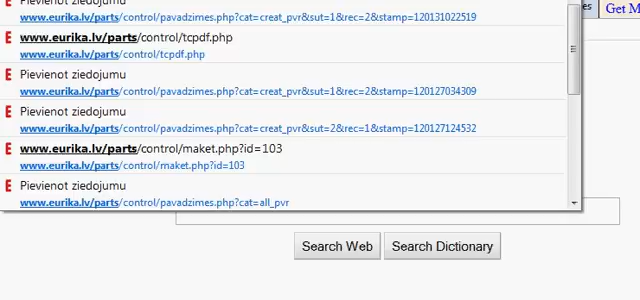 Pievienot ziedojumu
www.eurika.lv/parts/control/pavadzimes.php?cat=creat_pvr&sut=1&rec=2&stamp=120131022519
es
Get M
www.eurika.lv/parts/control/tcpdf.php
www.eurika.lv/parts/control/tcpdf.php
Pievienot ziedojumu
www.eurika.lv/parts/control/pavadzimes.php?cat=creat_pvr&sut=1&rec=2&stamp=120127034309
Pievienot ziedojumu
www.eurika.lv/parts/control/pavadzimes.php?cat=creat_pvr&sut=2&rec=1&stamp=120127124532
www.eurika.lv/parts/control/maket.php?id=103
www.eurika.lv/parts/control/maket.php?id=103
Pievienot ziedojumu
www.eurika.lv/parts/control/pavadzimes.php?cat=all_pvr
Search Web
Search Dictionary